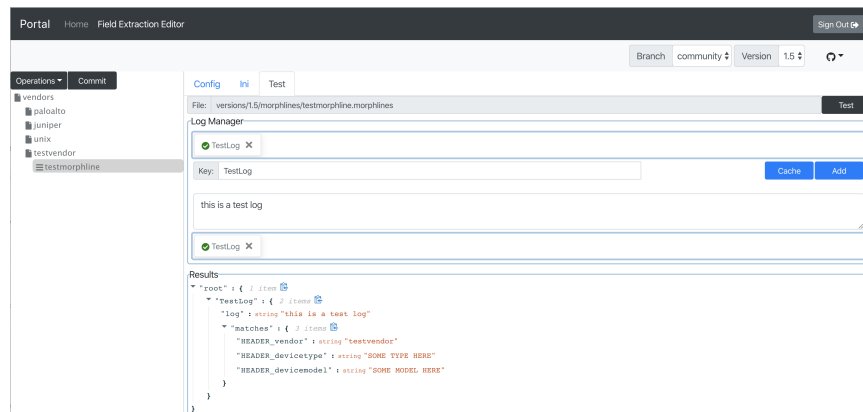 Portal Home Field Extraction Editor Sign Out
Branch community Version 1.5
Operations Commit
Config Ini Test
vendors
paloalto
juniper
unix
testvendor
testmorphline
File: versions/1.5/morphlines/testmorphline.morphlines Test
Log Manager
TestLog
Key: TestLog Cache Add
this is a test log
TestLog
Results
"root" : { 1 item
"TestLog" : { 2 items
"log" : string "this is a test log"
"matches" : { 3 items
"HEADER_vendor" : string "testvendor"
"HEADER_devicetype" : string "SOME TYPE HERE"
"HEADER_devicemodel" : string "SOME MODEL HERE"
}
}
}